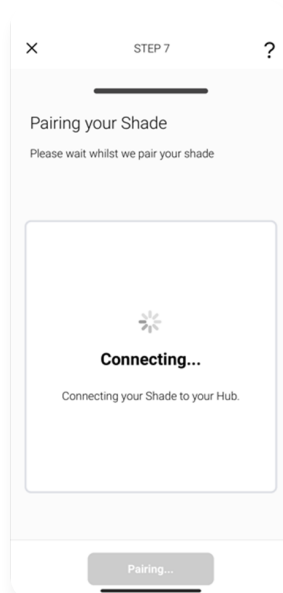 STEP 7
?
Pairing your Shade
Please wait whilst we pair your shade
Connecting...
Connecting your Shade to your Hub.
Pairing...